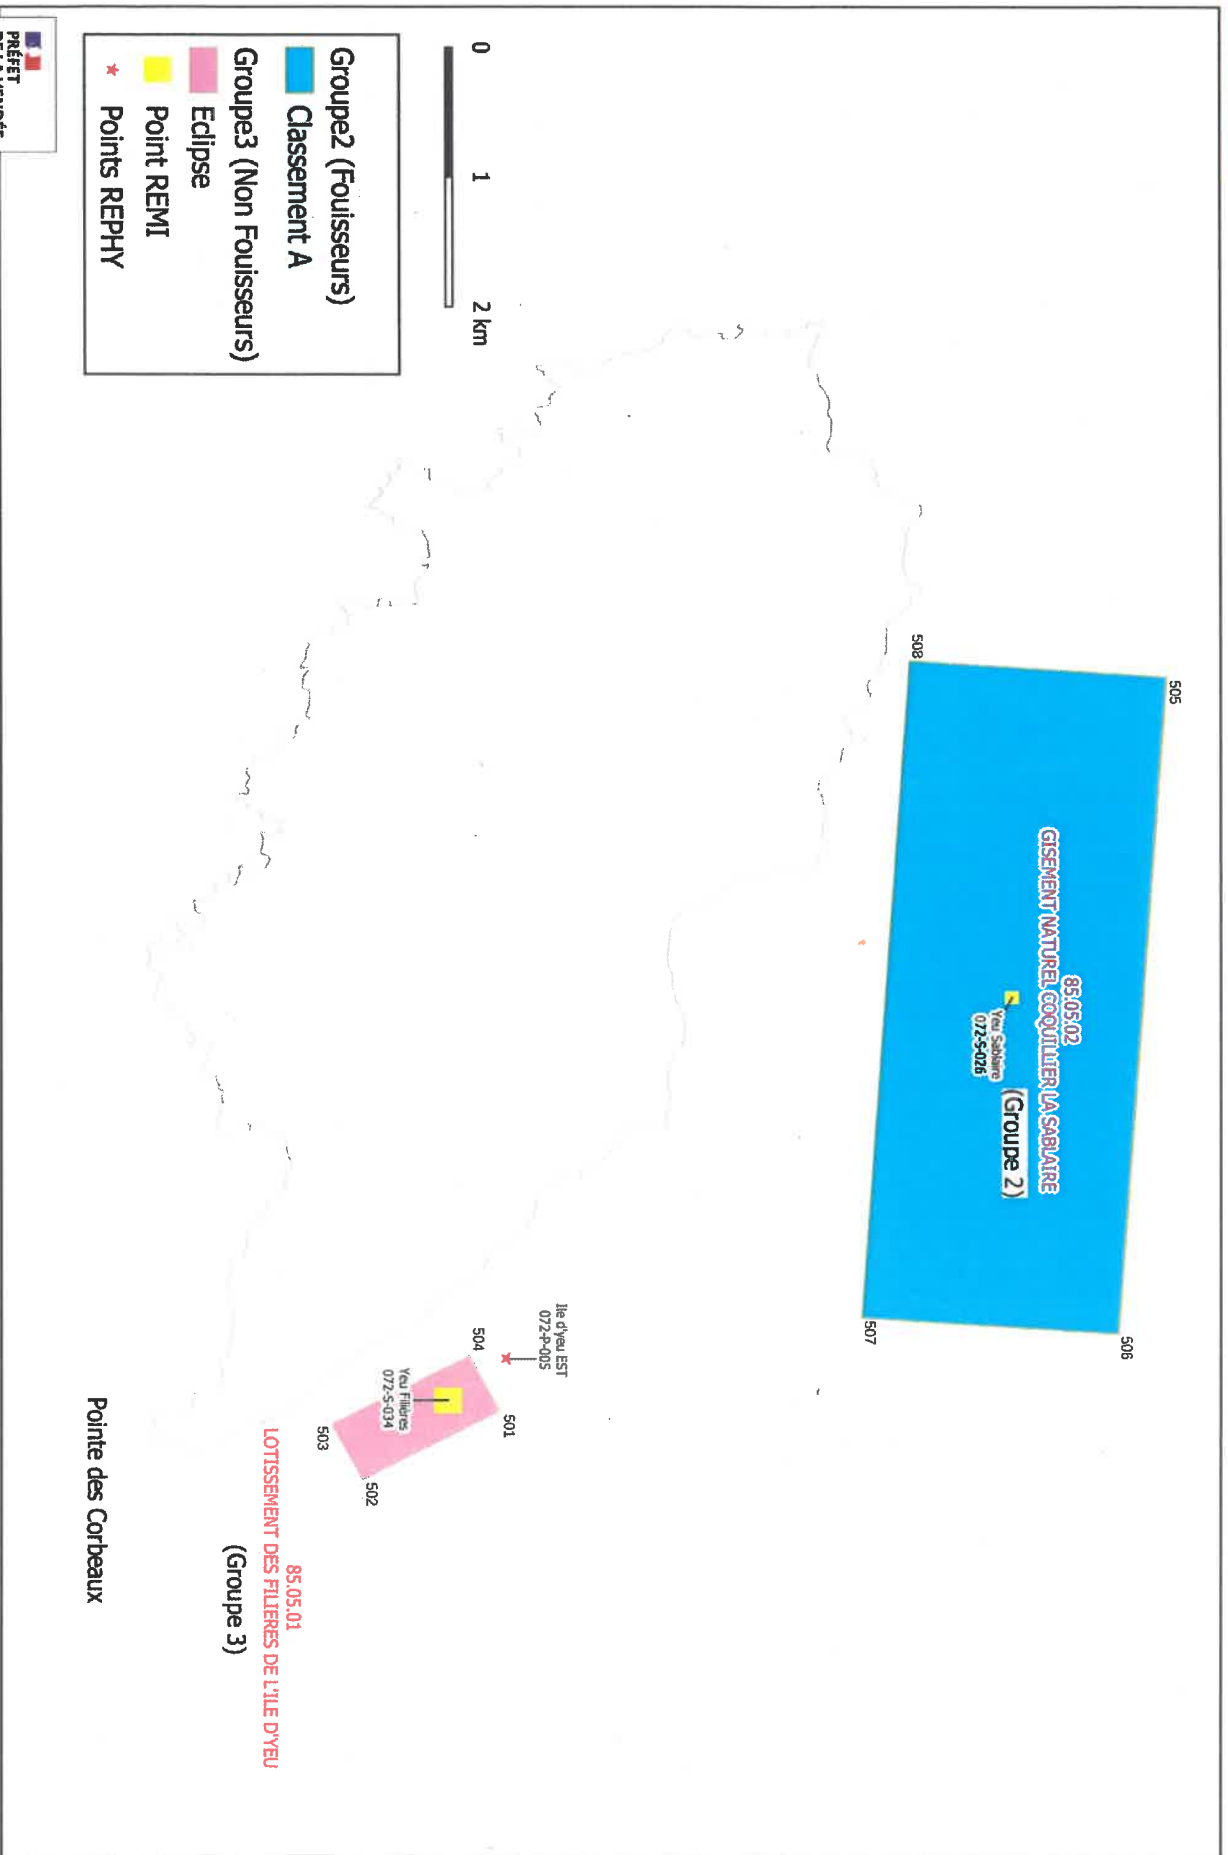 505
508
85.05.02
GISEMENT NATUREL COQUILLIER LA SABLAIRE
(Groupe 2)
Yeu Sablaire
072-S-026
506
507
Ile d'yeu EST
072-P-005
504
501
Yeu Filières
072-S-034
503
502
85.05.01
LOTISSEMENT DES FILIERES DE L'ILE D'YEU
(Groupe 3)
Pointe des Corbeaux
0 1 2 km
Groupe2 (Fouisseurs)
Classement A
Groupe3 (Non Fouisseurs)
Eclipse
Point REMI
Points REPHY
PRÉFET